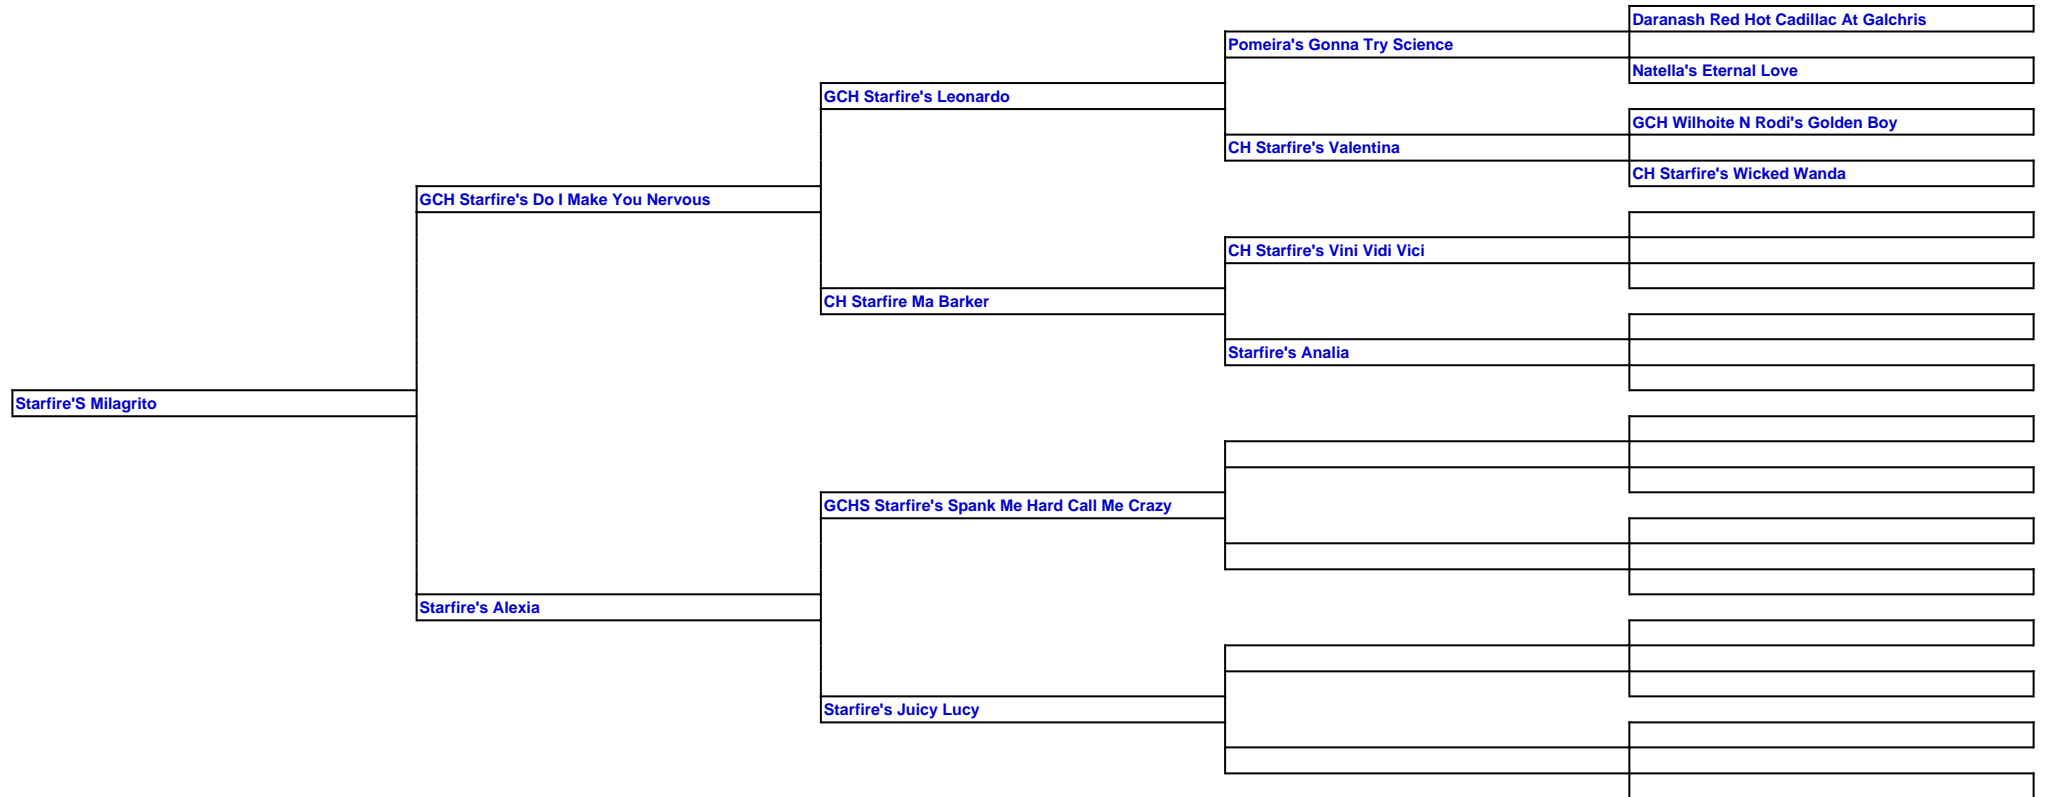 Daranash Red Hot Cadillac At Galchris
Pomeira's Gonna Try Science
Natella's Eternal Love
GCH Starfire's Leonardo
GCH Wilhoite N Rodi's Golden Boy
CH Starfire's Valentina
CH Starfire's Wicked Wanda
GCH Starfire's Do I Make You Nervous
CH Starfire's Vini Vidi Vici
CH Starfire Ma Barker
Starfire's Analia
Starfire'S Milagrito
GCHS Starfire's Spank Me Hard Call Me Crazy
Starfire's Alexia
Starfire's Juicy Lucy